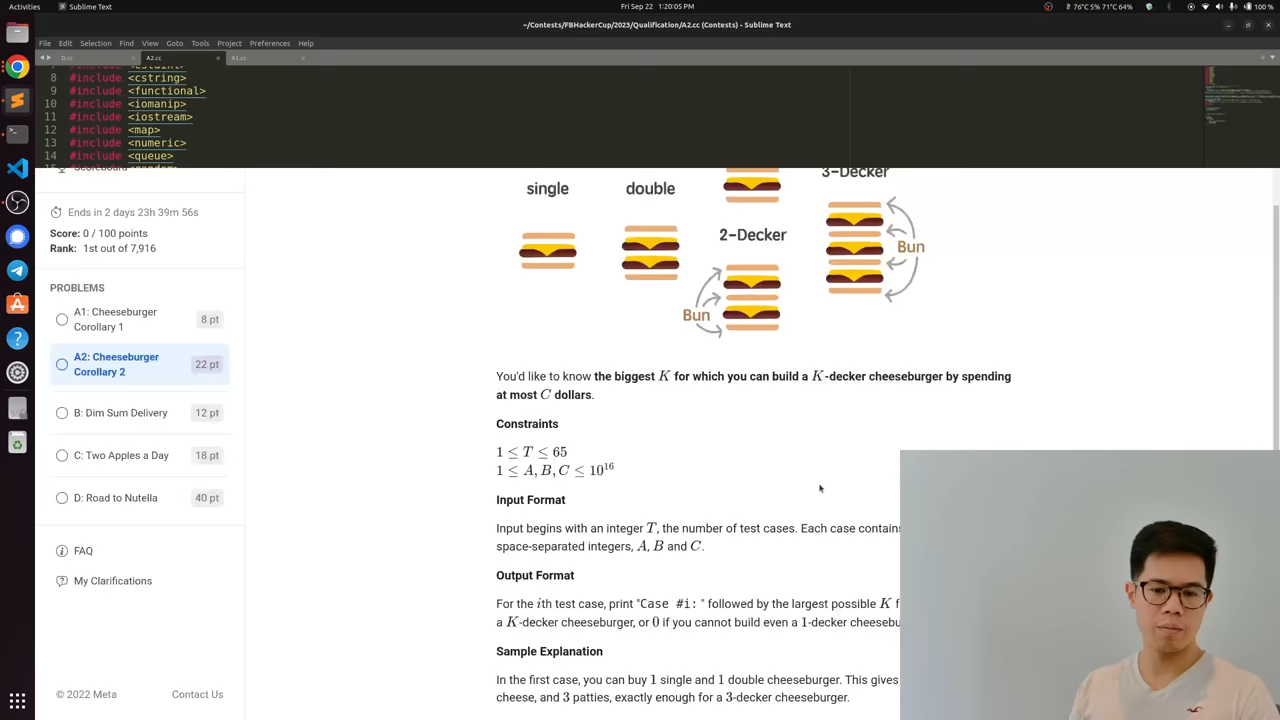 Activities
Sublime Text
Fri Sep 22 1:20:05 PM
76°C 5% 71°C 64%
100 %
~/Contests/FBHackerCup/2023/Qualification/A2.cc (Contests) - Sublime Text
File Edit Selection Find View Goto Tools Project Preferences Help
D.cc
A2.cc
A1.cc
8 #include <cstring>
9 #include <functional>
10 #include <iomanip>
11 #include <iostream>
12 #include <map>
13 #include <numeric>
14 #include <queue>
Ends in 2 days 23h 39m 56s
Score: 0 / 100 points
Rank: 1st out of 7,916
PROBLEMS
A1: Cheeseburger Corollary 1
8 pt
A2: Cheeseburger Corollary 2
22 pt
B: Dim Sum Delivery
12 pt
C: Two Apples a Day
18 pt
D: Road to Nutella
40 pt
FAQ
My Clarifications
© 2022 Meta
Contact Us
single
double
3-Decker
2-Decker
Bun
Bun
You'd like to know the biggest K for which you can build a K-decker cheeseburger by spending
at most C dollars.
Constraints
1 ≤ T ≤ 65
1 ≤ A, B, C ≤ 10^16
Input Format
Input begins with an integer T, the number of test cases. Each case contains
space-separated integers, A, B and C.
Output Format
For the ith test case, print "Case #i: " followed by the largest possible K
a K-decker cheeseburger, or 0 if you cannot build even a 1-decker
Sample Explanation
In the first case, you can buy 1 single and 1 double cheeseburger. This gives
cheese, and 3 patties, exactly enough for a 3-decker cheeseburger.